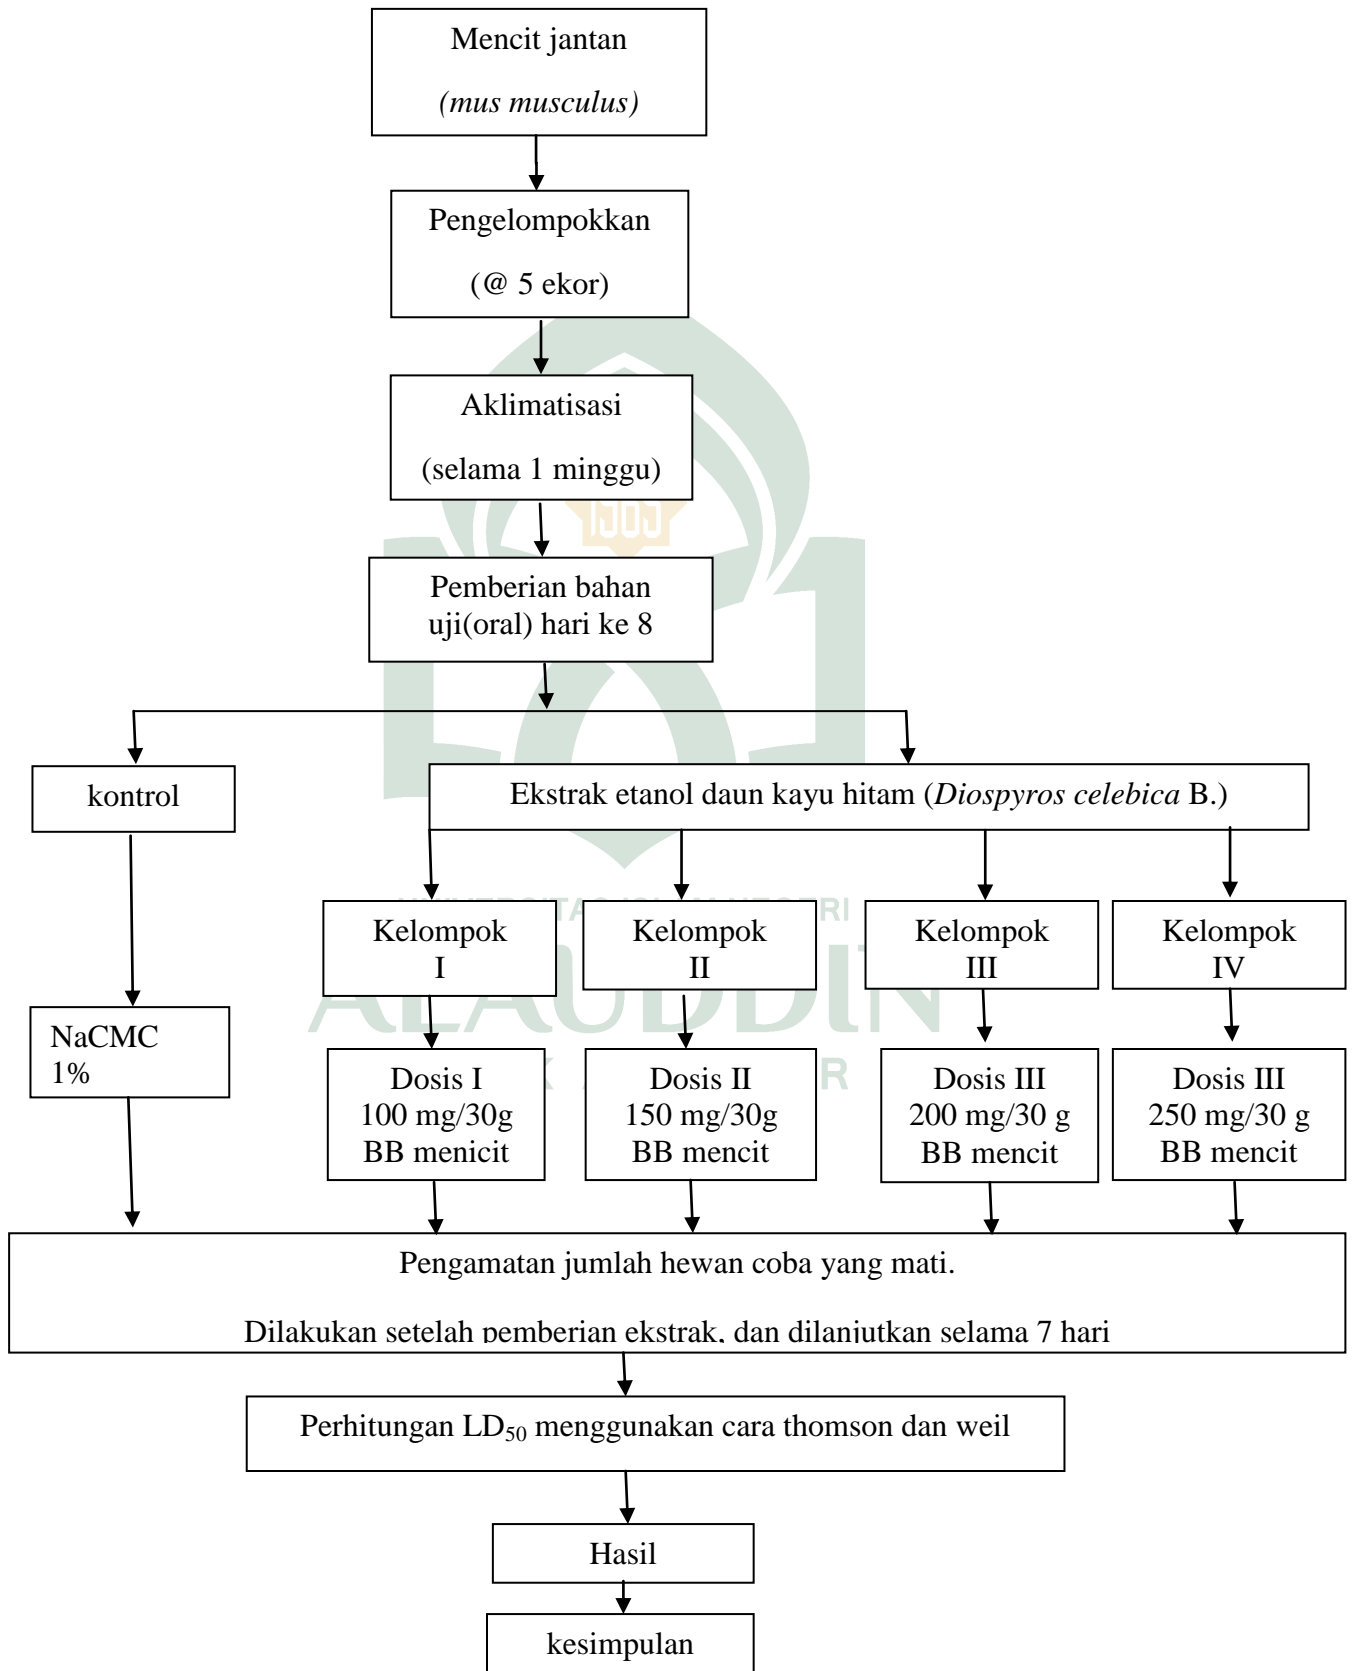 Mencit jantan
(mus musculus)
Pengelompokkan
(@ 5 ekor)
Aklimatisasi
(selama 1 minggu)
Pemberian bahan
uji(oral) hari ke 8
kontrol
Ekstrak etanol daun kayu hitam (Diospyros celebica B.)
Kelompok
I
Kelompok
II
Kelompok
III
Kelompok
IV
NaCMC
1%
Dosis I
100 mg/30g
BB menicit
Dosis II
150 mg/30g
BB mencit
Dosis III
200 mg/30 g
BB mencit
Dosis III
250 mg/30 g
BB mencit
ALAUDDIN
Pengamatan jumlah hewan coba yang mati.
Dilakukan setelah pemberian ekstrak, dan dilanjutkan selama 7 hari
Perhitungan LD50 menggunakan cara thomson dan weil
Hasil
kesimpulan